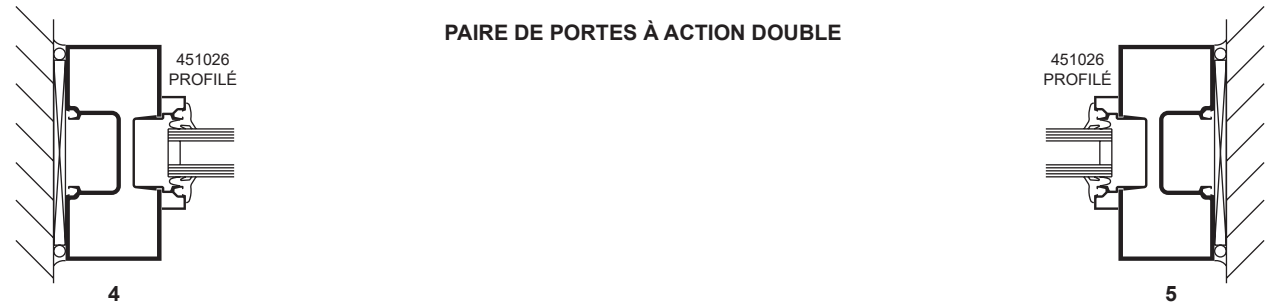 PAIRE DE PORTES À ACTION DOUBLE
451026
PROFILÉ
451026
PROFILÉ
4
5